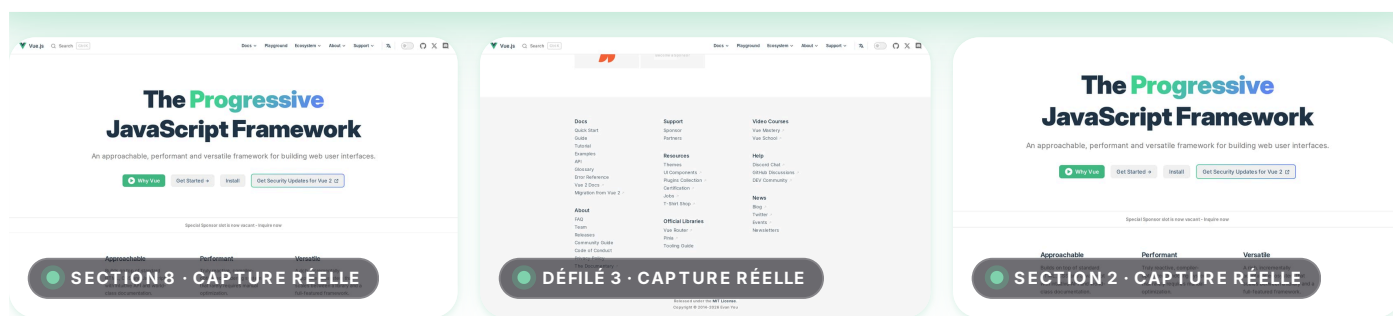 Vue.js Search Docs Playground Ecosystem About Support
The Progressive
JavaScript Framework
An approachable, performant and versatile framework for building web user interfaces.
Why Vue Get Started Install Get Security Updates for Vue 2
Special Sponsor slot is now vacant - Inquire now
Approachable Performant Versatile
SECTION 8 · CAPTURE RÉELLE
Vue.js Search Docs Playground Ecosystem About Support
Docs
Quick Start
Guide
Tutorial
Examples
API
Glossary
Error Reference
Vue 2 Docs
Migration from Vue 2
About
FAQ
Team
Releases
Community Guide
Code of Conduct
Privacy Policy
Support
Sponsor
Partners
Resources
Themes
UI Components
Plugins Collection
Certification
Jobs
T-Shirt Shop
Official Libraries
Vue Router
Pinia
Tooling Guide
Video Courses
Vue Mastery
Vue School
Help
Discord Chat
GitHub Discussions
DEV Community
News
Blog
Twitter
Events
Newsletters
DÉFILÉ 3 · CAPTURE RÉELLE
Released under the MIT License.
Copyright © 2014-2026 Evan You
The Progressive
JavaScript Framework
An approachable, performant and versatile framework for building web user interfaces.
Why Vue Get Started Install Get Security Updates for Vue 2
Special Sponsor slot is now vacant - Inquire now
Approachable Performant Versatile
SECTION 2 · CAPTURE RÉELLE